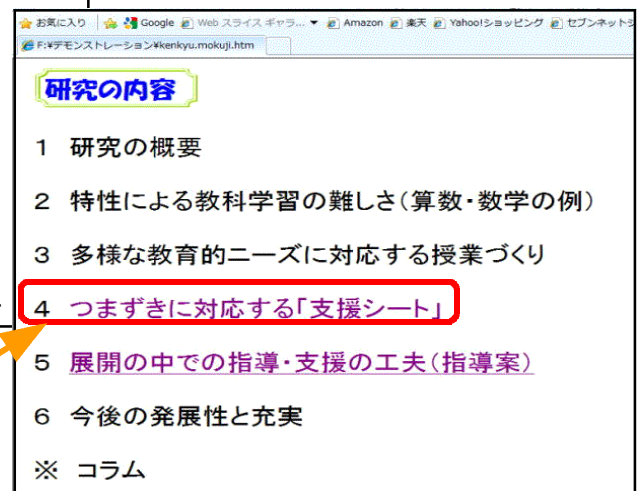 お気に入り Google Web スライス ギャラ... Amazon 楽天 Yahoo!ショッピング セブンネットシ
F:¥デモンストレーション¥kenkyu.mokuji.htm
研究の内容
1 研究の概要
2 特性による教科学習の難しさ(算数・数学の例)
3 多様な教育的ニーズに対応する授業づくり
4 つまずきに対応する「支援シート」
5 展開の中での指導・支援の工夫(指導案)
6 今後の発展性と充実
※ コラム